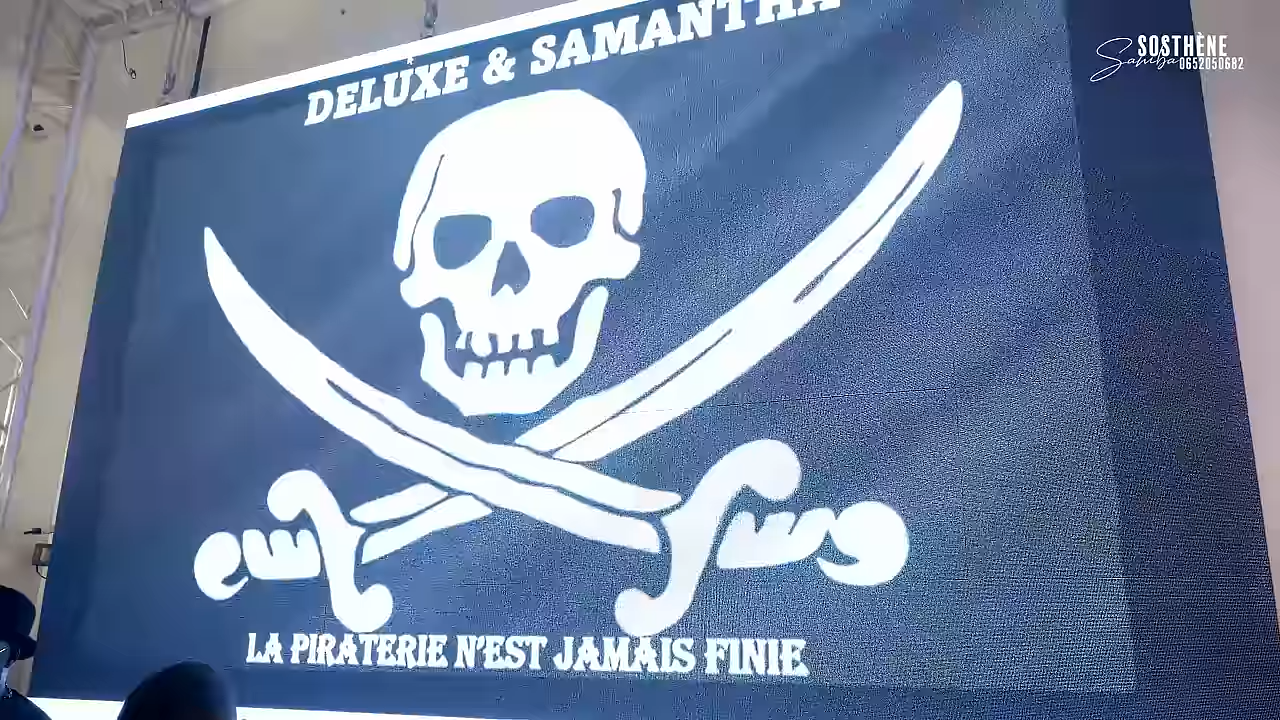 DELUXE & SAMANTHA
SOSTHÈNE
Samba 0652050682
LA PIRATERIE N'EST JAMAIS FINIE